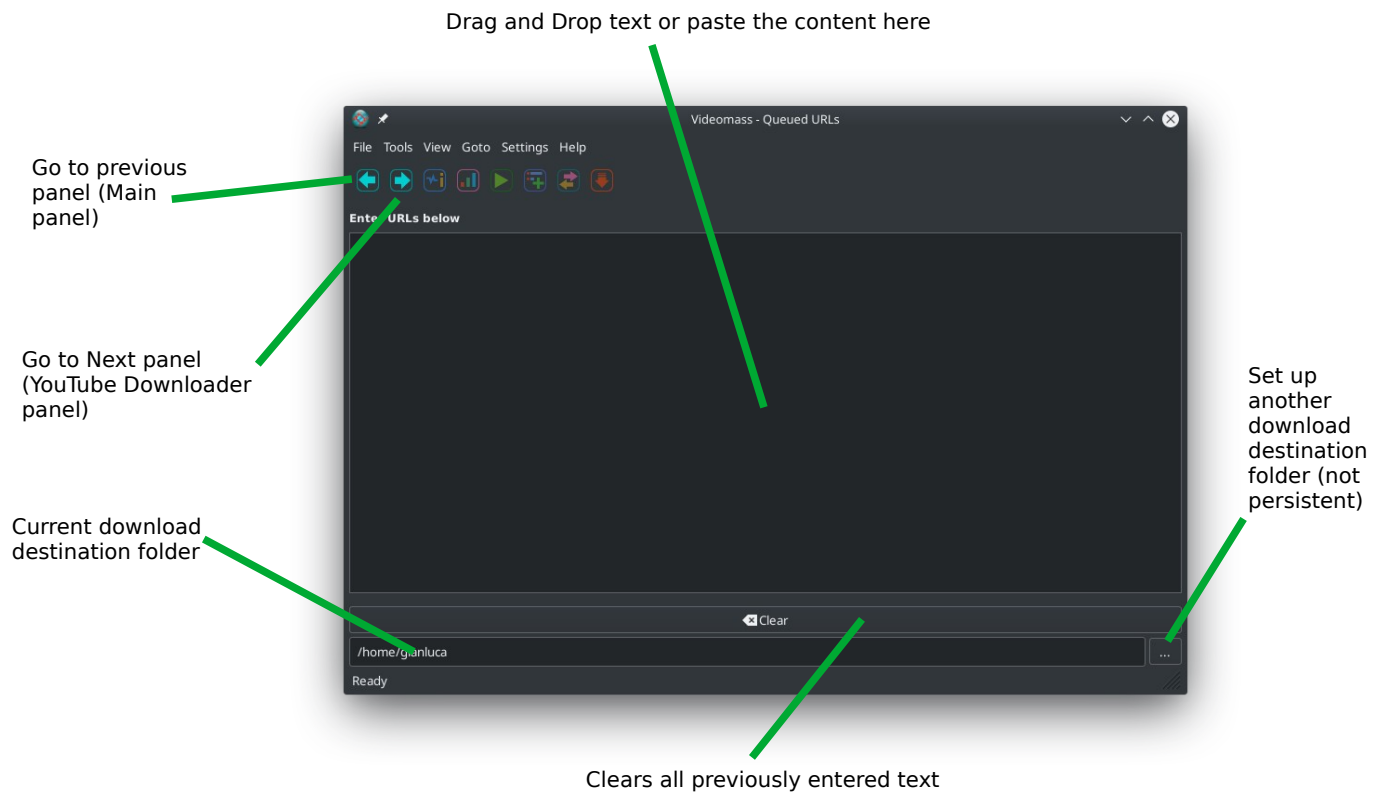 Drag and Drop text or paste the content here
Videomass - Queued URLs
File Tools View Goto Settings Help
Go to previous
panel (Main
panel)
Enter URLs below
Go to Next panel
(YouTube Downloader
panel)
Set up
another
download
destination
folder (not
persistent)
Current download
destination folder
Clear
/home/gianluca
...
Ready
Clears all previously entered text